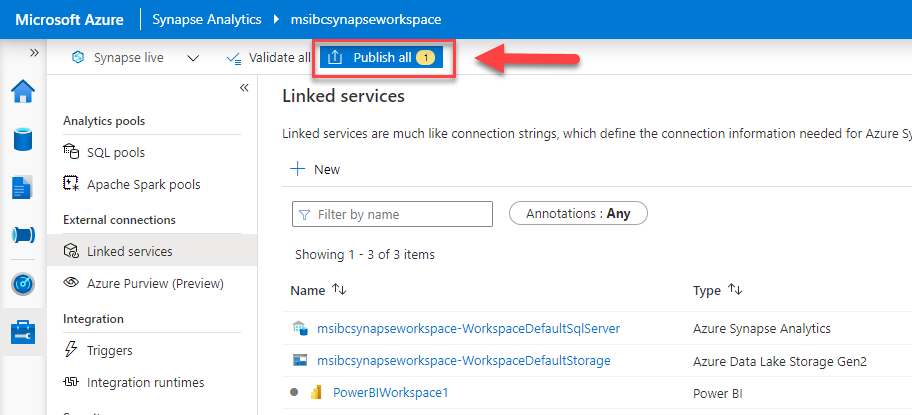 Microsoft Azure Synapse Analytics msibcsynapseworkspace
» Synapse live Validate all Publish all 1
«
Analytics pools
SQL pools
Apache Spark pools
External connections
Linked services
Azure Purview (Preview)
Integration
Triggers
Integration runtimes
Linked services
Linked services are much like connection strings, which define the connection information needed for Azure Sy
New
Filter by name
Annotations : Any
Showing 1 - 3 of 3 items
Name Type
msibcsynapseworkspace-WorkspaceDefaultSqlServer Azure Synapse Analytics
msibcsynapseworkspace-WorkspaceDefaultStorage Azure Data Lake Storage Gen2
PowerBIWorkspace1 Power BI